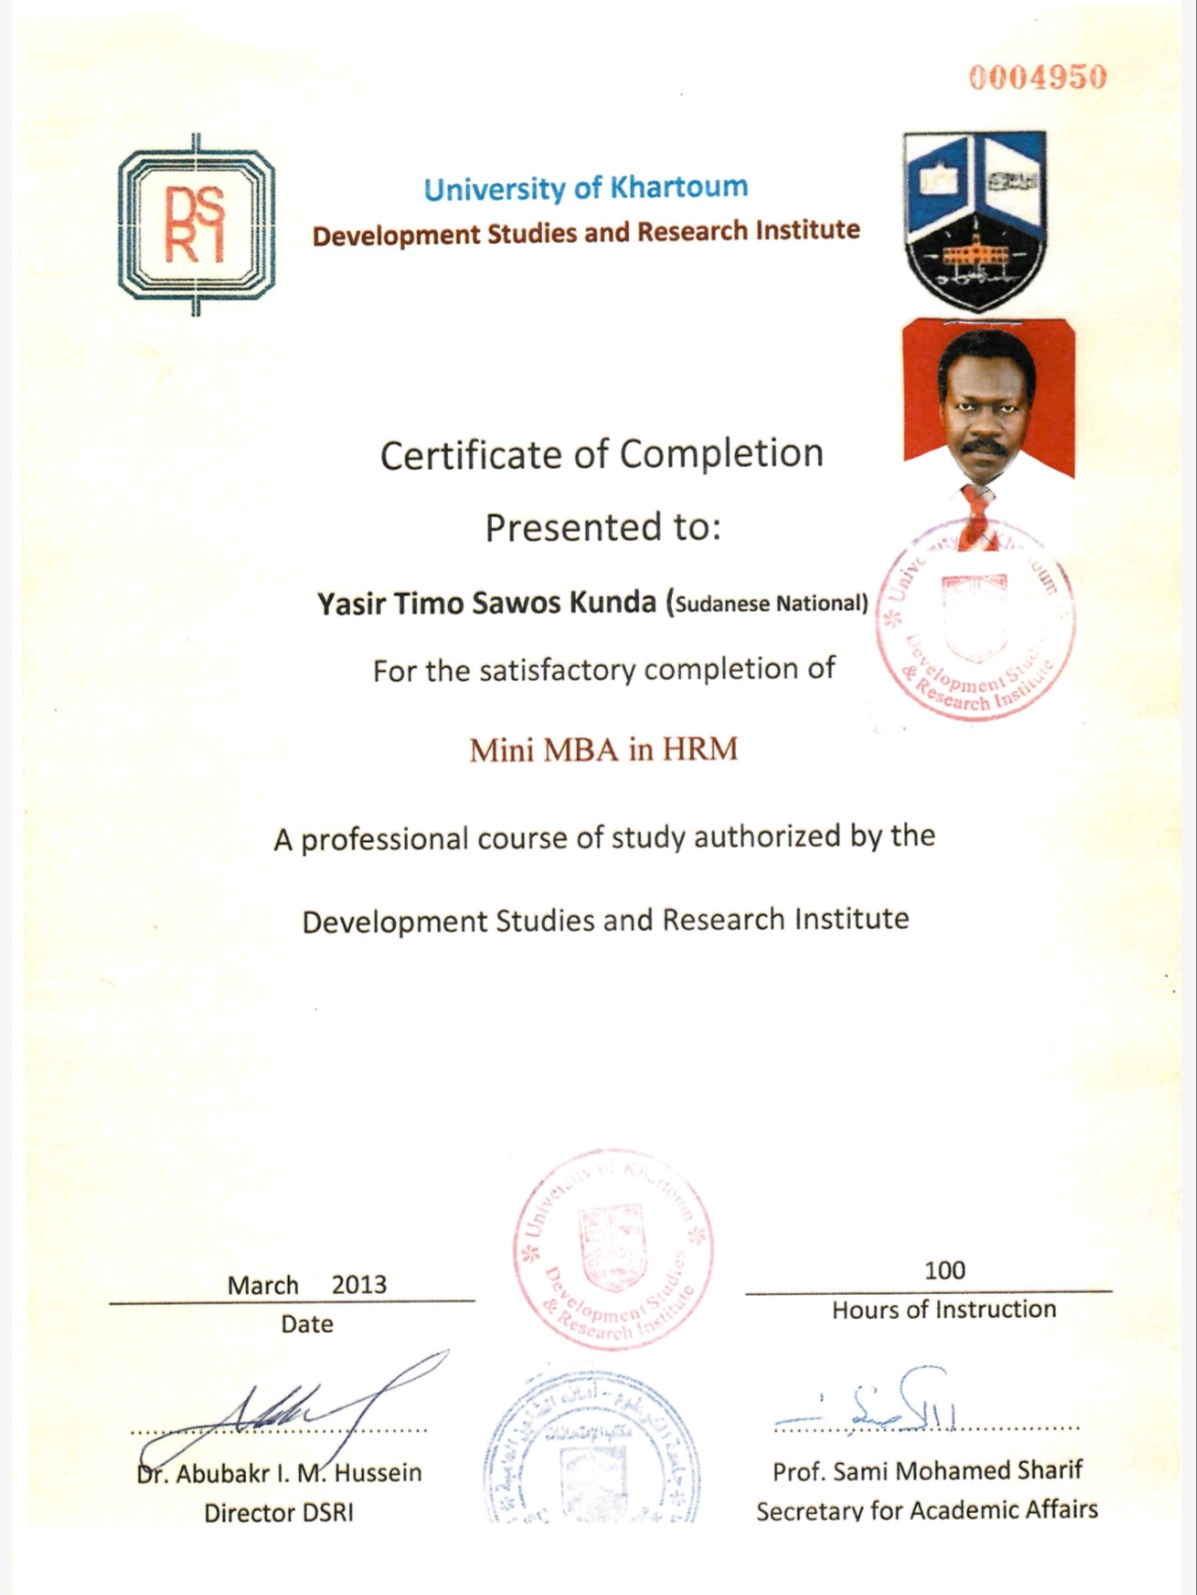 0004950
DS
RI
University of Khartoum
Development Studies and Research Institute
Certificate of Completion
Presented to:
Yasir Timo Sawos Kunda (Sudanese National)
University of Khartoum
Development Studies
& Research Institute
For the satisfactory completion of
Mini MBA in HRM
A professional course of study authorized by the
Development Studies and Research Institute
University of Khartoum
Development Studies
& Research Institute
March 2013
Date
100
Hours of Instruction
Dr. Abubakr I. M. Hussein
Director DSRI
Prof. Sami Mohamed Sharif
Secretary for Academic Affairs